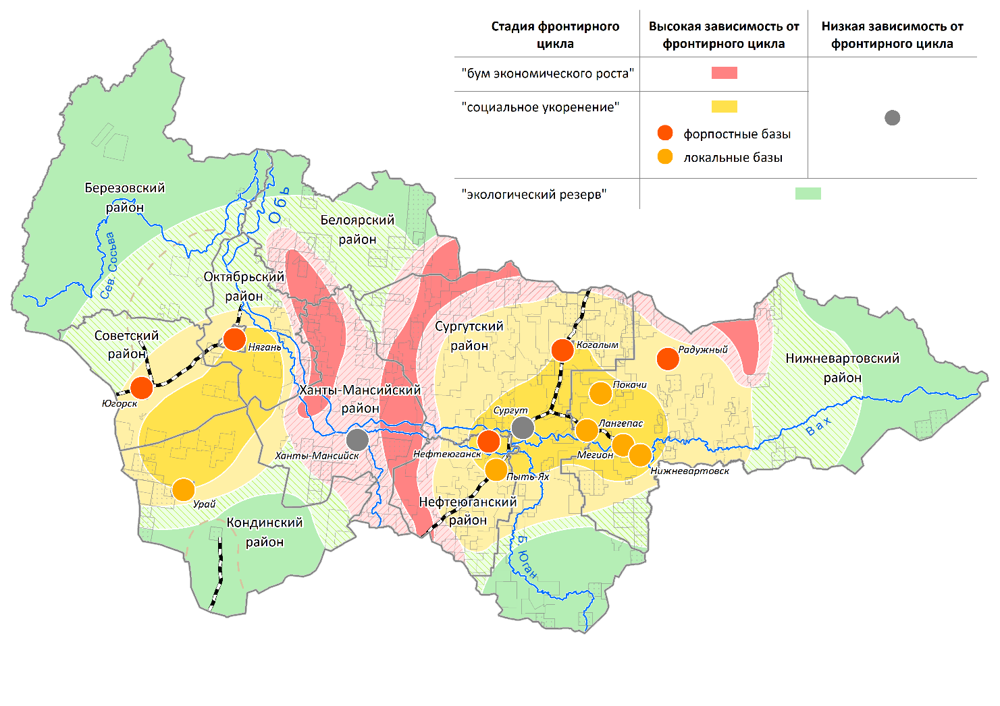 Стадия фронтирного
цикла
Высокая зависимость от
фронтирного цикла
Низкая зависимость от
фронтирного цикла
"бум экономического роста"
"социальное укоренение"
форпостные базы
локальные базы
"экологический резерв"
Березовский
район
Обь
Белоярский
район
Сев. Сосьва
Октябрьский
район
Советский
район
Нягань
Сургутский
район
Когалым
Радужный
Нижневартовский
район
Югорск
Ханты-Мансийский
район
Покачи
Сургут
Лангепас
Вах
Ханты-Мансийск
Нефтеюганск
Мегион
Нижневартовск
Пыть-Ях
Урай
Нефтеюганский
район
Кондинский
район
Б. Юган